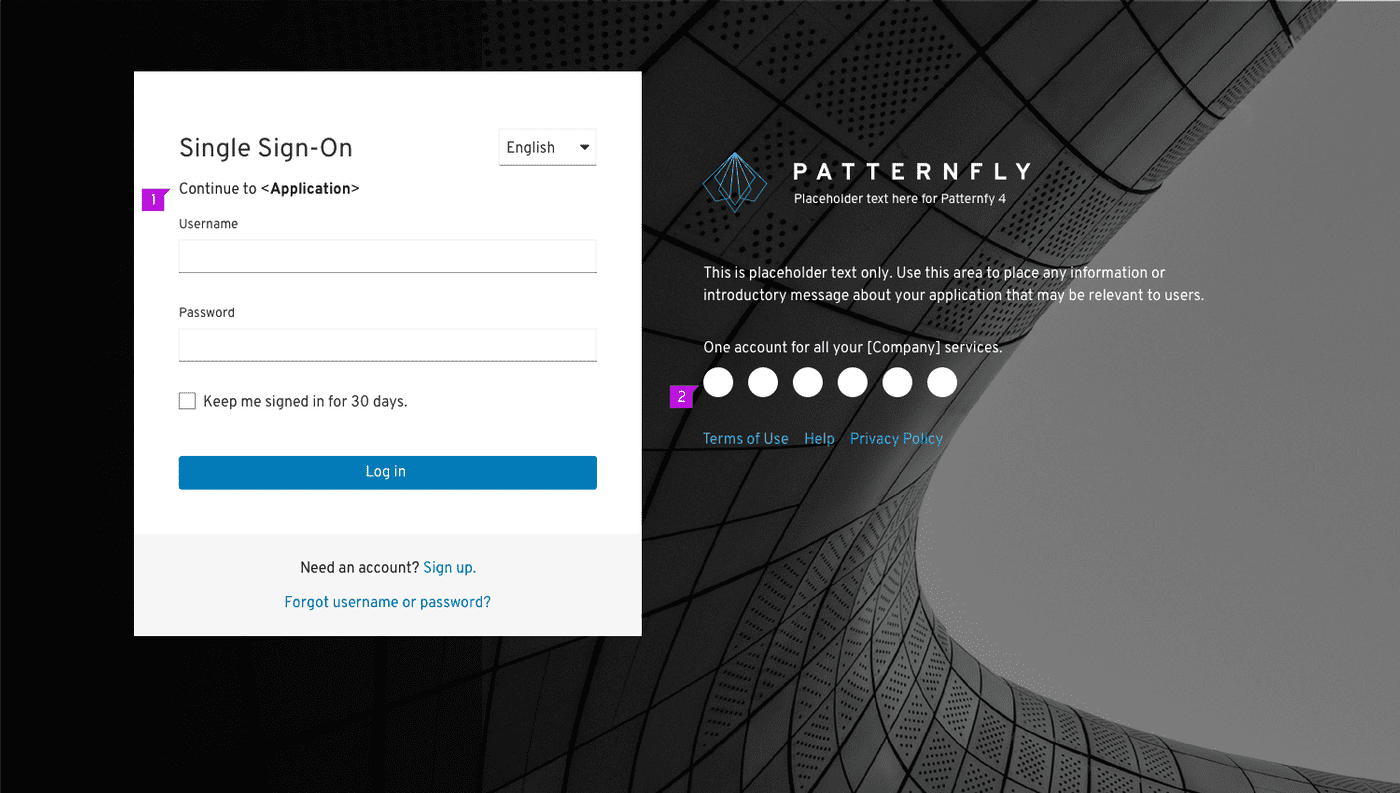 Single Sign-On
English
1
Continue to <Application>
Username
Password
Keep me signed in for 30 days.
Log in
Need an account? Sign up.
Forgot username or password?
PATTERNFLY
Placeholder text here for Patternfy 4
This is placeholder text only. Use this area to place any information or
introductory message about your application that may be relevant to users.
One account for all your [Company] services.
2
Terms of Use Help Privacy Policy